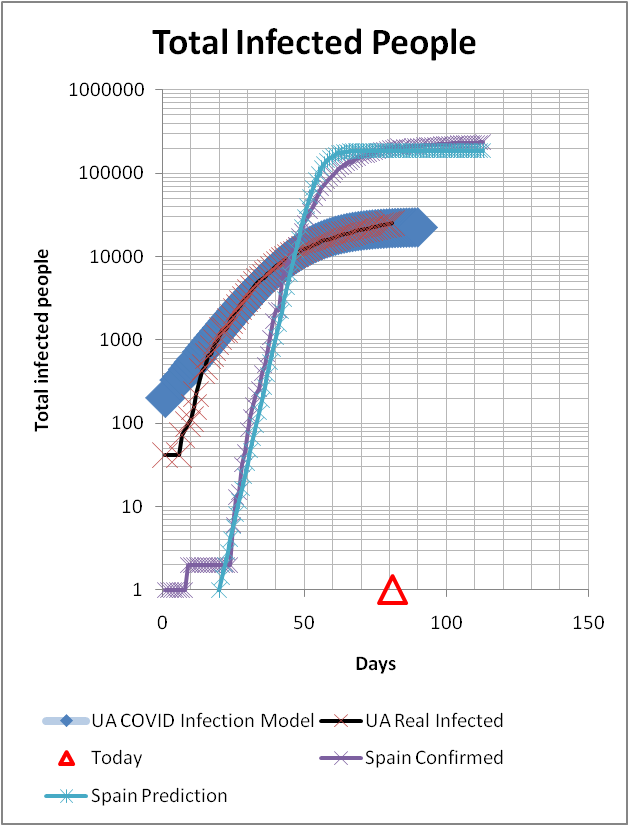 Total Infected People
Total infected people
1000000
100000
10000
1000
100
10
1
0 50 100 150
Days
UA COVID Infection Model UA Real Infected
Today Spain Confirmed
Spain Prediction